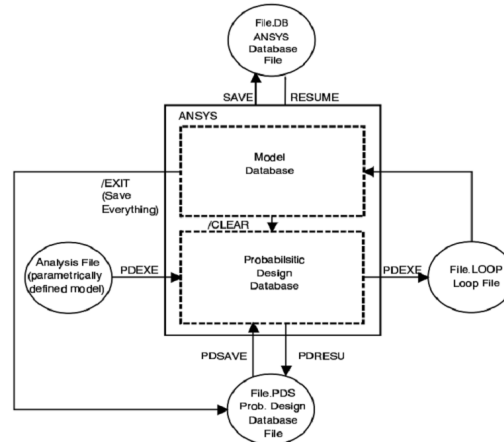 File.DB
ANSYS
Database
File
SAVE
RESUME
ANSYS
Model
Database
/EXIT
(Save
Everything)
/CLEAR
Analysis File
(parametrically
defined model)
PDEXE
Probabilsitic
Design
Database
PDEXE
File.LOOP
Loop File
PDSAVE
PDRESU
File.PDS
Prob. Design
Database
File